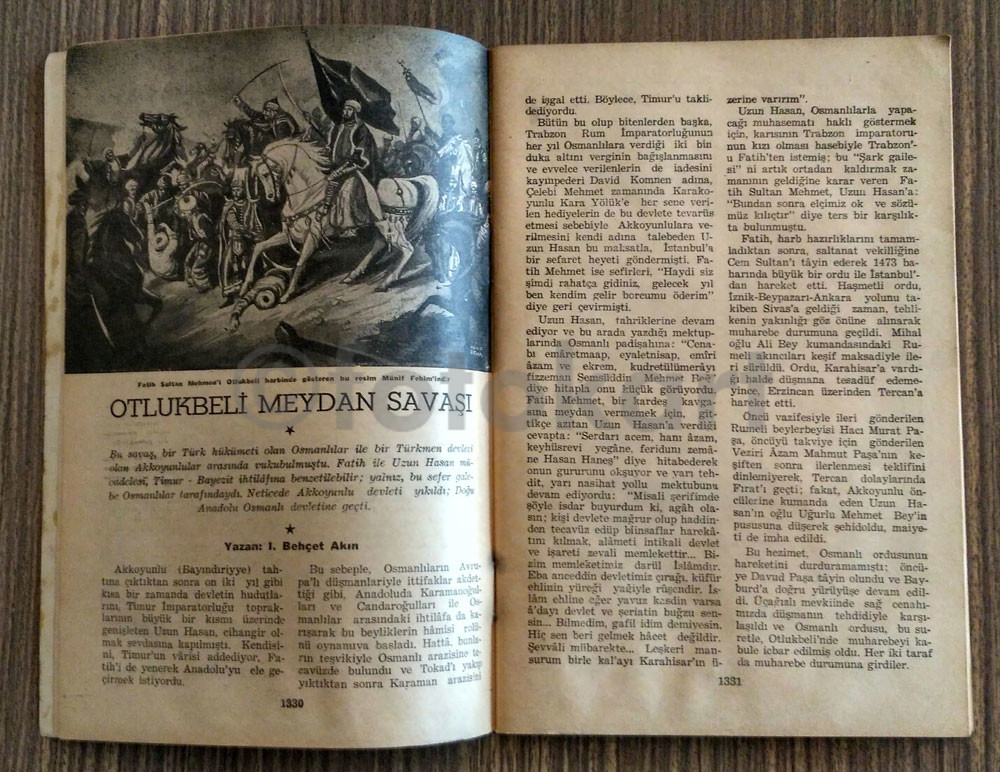 Fatih Sultan Mehmed'i Otlukbeli harbinde gösteren bu resim Münif Fehim'indir
OTLUKBELİ MEYDAN SAVAŞI
Bu savaş, bir Türk hükümeti olan Osmanlılar ile bir Türkmen devleti
olan Akkoyunlular arasında vukubulmuştu. Fatih ile Uzun Hasan mü-
cadelesi, Timur - Bayezit ihtilâfına benzetilebilir; yalnız, bu sefer gale-
be Osmanlılar tarafındaydı. Neticede Akkoyunlu devleti yıkıldı; Doğu
Anadolu Osmanlı devletine geçti.
Yazan: I. Behçet Akın
Akkoyunlu (Bayındıriyye) tah-
tına çıktıktan sonra on iki yıl gibi
kısa bir zamanda devletin hudutla-
rını, Timur İmparatorluğu toprak-
larının büyük bir kısmı üzerinde
genişleten Uzun Hasan, cihangir ol-
mak sevdasına kapılmıştı. Kendisi-
ni, Timur'un vârisi addediyor, Fa-
tih'i de yenerek Anadolu'yu ele ge-
çirmek istiyordu.
Bu sebeple, Osmanlıların Avru-
pa'lı düşmanlariyle ittifaklar akdet-
tiği gibi, Anadoluda Karamanoğul-
ları ve Candaroğulları ile Os-
manlılar arasındaki ihtilâfa da ka-
rışarak bu beyliklerin hâmisi rolü-
nü oynamıya başladı. Hattâ, bunla-
rın teşvikiyle Osmanlı arazisine te-
cavüzde bulundu ve Tokad'ı yakıp
yıktıktan sonra Karaman arazisini
1330
de işgal etti. Böylece, Timur'u takli-
dediyordu.
Bütün bu olup bitenlerden başka,
Trabzon Rum İmparatorluğunun
her yıl Osmanlılara verdiği iki bin
duka altını verginin bağışlanmasını
ve evvelce verilenlerin de iadesini
kayınpederi David Komnen adına,
Çelebi Mehmet zamanında Karako-
yunlu Kara Yölük'e her sene veri-
len hediyelerin de bu devlete tevarüs
etmesi sebebiyle Akkoyunlulara ve-
rilmesini kendi adına talebeden U-
zun Hasan bu maksatla, İstanbul'a
bir sefaret heyeti göndermişti. Fa-
tih Mehmet ise sefirleri, "Haydi siz
şimdi rahatça gidiniz, gelecek yıl
ben kendim gelir borcumu öderim"
diye geri çevirmişti.
Uzun Hasan, tahriklerine devam
ediyor ve bu arada yazdığı mektup-
larında Osmanlı padişahına: "Cena-
bı emâretmaap, eyaletnisap, emîri
âzam ve ekrem, kudretülümerâyı
fizzeman Şemsüddin Mehmet Beğ"
diye hitapla onu küçük görüyordu.
Fatih Mehmet, bir kardeş kavga-
sına meydan vermemek için, git-
tikçe azıtan Uzun Hasan'a verdiği
cevapta: "Serdarı acem, hanı âzam,
keyhüsrevi yegâne, feridunu zemâ-
ne Hasan Haneş" diye hitabederek
onun gururunu okşuyor ve yarı teh-
dit, yarı nasihat yollu mektubuna
devam ediyordu: "Misali şerifimde
şöyle isdar buyurdum ki, agâh ola-
sın; kişi devlete mağrur olup haddin-
den tecavüz edüp biinsaflar harekâ-
tını kılmak, alâmeti intikali devlet
ve işareti zevali memlekettir... Bi-
zim memleketimiz darül İslâmdır.
Eba anceddin devletimiz çırağı, küfür
ehlinin yüreği yağiyle rûşendir. İs-
lâm ehline eğer yavuz kasdin varsa
â'dayı devlet ve şeriatin buğzu sen-
sin... Bilmedim, gafil idim demiyesin.
Hiç sen beri gelmek hâcet değildir.
Şevvâli mübarekte... Leşkeri man-
surum birle kal'ayı Karahisar'ın ü-
zerine varırım".
Uzun Hasan, Osmanlılarla yapa-
cağı muhasematı haklı göstermek
için, karısının Trabzon imparatoru-
nun kızı olması hasebiyle Trabzon'-
u Fatih'ten istemiş; bu "Şark gaile-
si" ni artık ortadan kaldırmak za-
manının geldiğine karar veren Fa-
tih Sultan Mehmet, Uzun Hasan'a:
"Bundan sonra elçimiz ok ve sözü-
müz kılıçtır" diye ters bir karşılık-
ta bulunmuştu.
Fatih, harb hazırlıklarını tamam-
ladıktan sonra, saltanat vekilliğine
Cem Sultan'ı tâyin ederek 1473 ba-
harında büyük bir ordu ile İstanbul'-
dan hareket etti. Haşmetli ordu,
İznik-Beypazarı-Ankara yolunu ta-
kiben Sivas'a geldiği zaman, tehli-
kenin yakınlığı göz önüne alınarak
muharebe durumuna geçildi. Mihal
oğlu Ali Bey kumandasındaki Ru-
meli akıncıları keşif maksadiyle ile-
ri sürüldü. Ordu, Karahisar'a vardı-
ğı halde düşmana tesadüf edeme-
yince, Erzincan üzerinden Tercan'a
hareket etti.
Öncü vazifesiyle ileri gönderilen
Rumeli beylerbeyisi Hacı Murat Pa-
şa, öncüyü takviye için gönderilen
Veziri Âzam Mahmut Paşa'nın ke-
şiften sonra ilerlenmesi teklifini
dinlemiyerek, Tercan dolaylarında
Fırat'ı geçti; fakat, Akkoyunlu ön-
cülerine kumanda eden Uzun Ha-
san'ın oğlu Uğurlu Mehmet Bey'in
pususuna düşerek şehidoldu, maiye-
ti de imha edildi.
Bu hezimet, Osmanlı ordusunun
hareketini durduramamıştı; öncü-
ye Davud Paşa tâyin olundu ve Bay-
burd'a doğru yürüyüşe devam edil-
di. Üçağılı mevkiinde sağ cenahı-
mızda düşmanın tehdidiyle karşı-
laşıldı ve Osmanlı ordusu, bu su-
retle, Otlukbeli'nde muharebeyi ka-
bule icbar edilmiş oldu. Her iki taraf
da muharebe durumuna girdiler.
1331